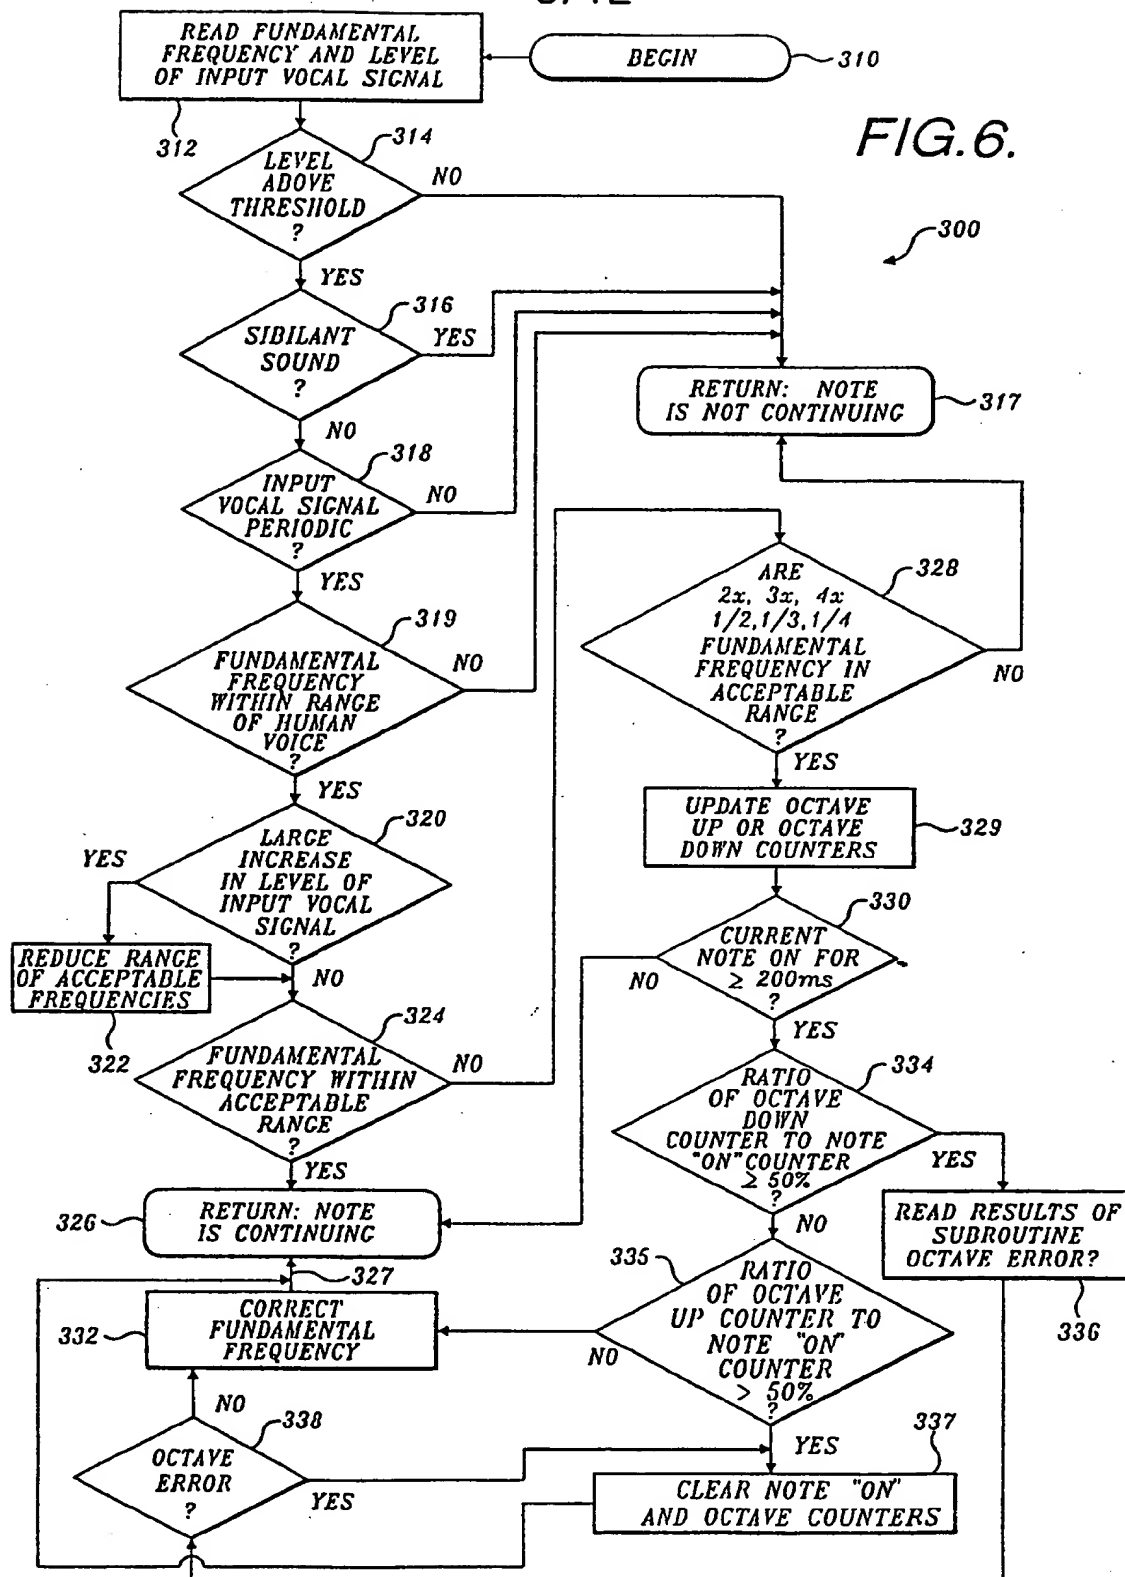 READ FUNDAMENTAL
FREQUENCY AND LEVEL
OF INPUT VOCAL SIGNAL
312
BEGIN
310
FIG.6.
300
314
LEVEL
ABOVE
THRESHOLD
?
NO
YES
316
SIBILANT
SOUND
?
YES
NO
RETURN: NOTE
IS NOT CONTINUING
317
318
INPUT
VOCAL SIGNAL
PERIODIC
?
NO
YES
319
FUNDAMENTAL
FREQUENCY
WITHIN RANGE
OF HUMAN
VOICE
?
NO
YES
328
ARE
2x, 3x, 4x
1/2,1/3,1/4
FUNDAMENTAL
FREQUENCY IN
ACCEPTABLE
RANGE
?
NO
YES
320
LARGE
INCREASE
IN LEVEL OF
INPUT VOCAL
SIGNAL
?
YES
NO
REDUCE RANGE
OF ACCEPTABLE
FREQUENCIES
322
324
FUNDAMENTAL
FREQUENCY WITHIN
ACCEPTABLE
RANGE
?
NO
YES
UPDATE OCTAVE
UP OR OCTAVE
DOWN COUNTERS
329
330
CURRENT
NOTE ON FOR
≥ 200ms
?
NO
YES
334
RATIO
OF OCTAVE
DOWN
COUNTER TO NOTE
"ON" COUNTER
≥ 50%
?
YES
NO
326
RETURN: NOTE
IS CONTINUING
327
332
CORRECT
FUNDAMENTAL
FREQUENCY
335
RATIO
OF OCTAVE
UP COUNTER TO
NOTE "ON"
COUNTER
> 50%
?
NO
YES
READ RESULTS OF
SUBROUTINE
OCTAVE ERROR?
336
NO
338
OCTAVE
ERROR
?
YES
337
CLEAR NOTE "ON"
AND OCTAVE COUNTERS